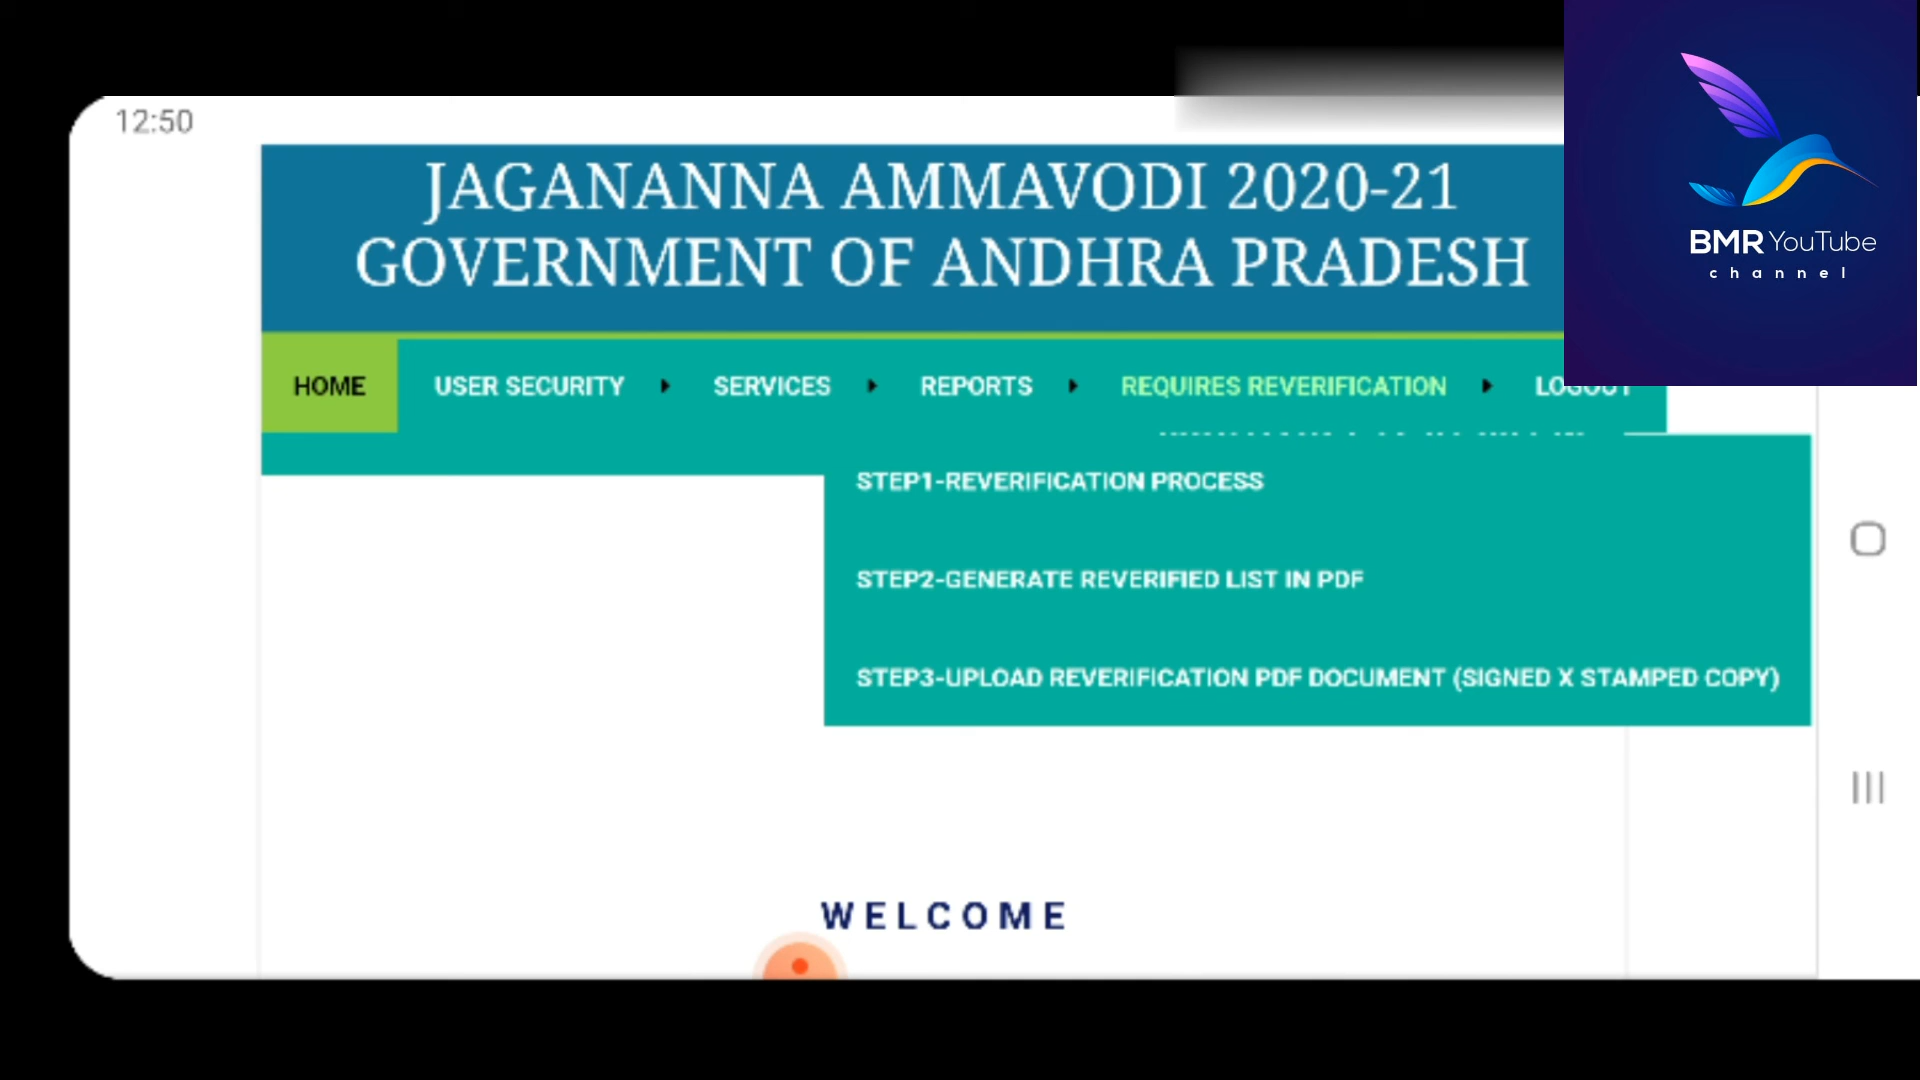 12:50
JAGANANNA AMMAVODI 2020-21
GOVERNMENT OF ANDHRA PRADESH
BMR YouTube
channel
HOME USER SECURITY SERVICES REPORTS REQUIRES REVERIFICATION LOGOUT
STEP1-REVERIFICATION PROCESS
STEP2-GENERATE REVERIFIED LIST IN PDF
STEP3-UPLOAD REVERIFICATION PDF DOCUMENT (SIGNED X STAMPED COPY)
WELCOME